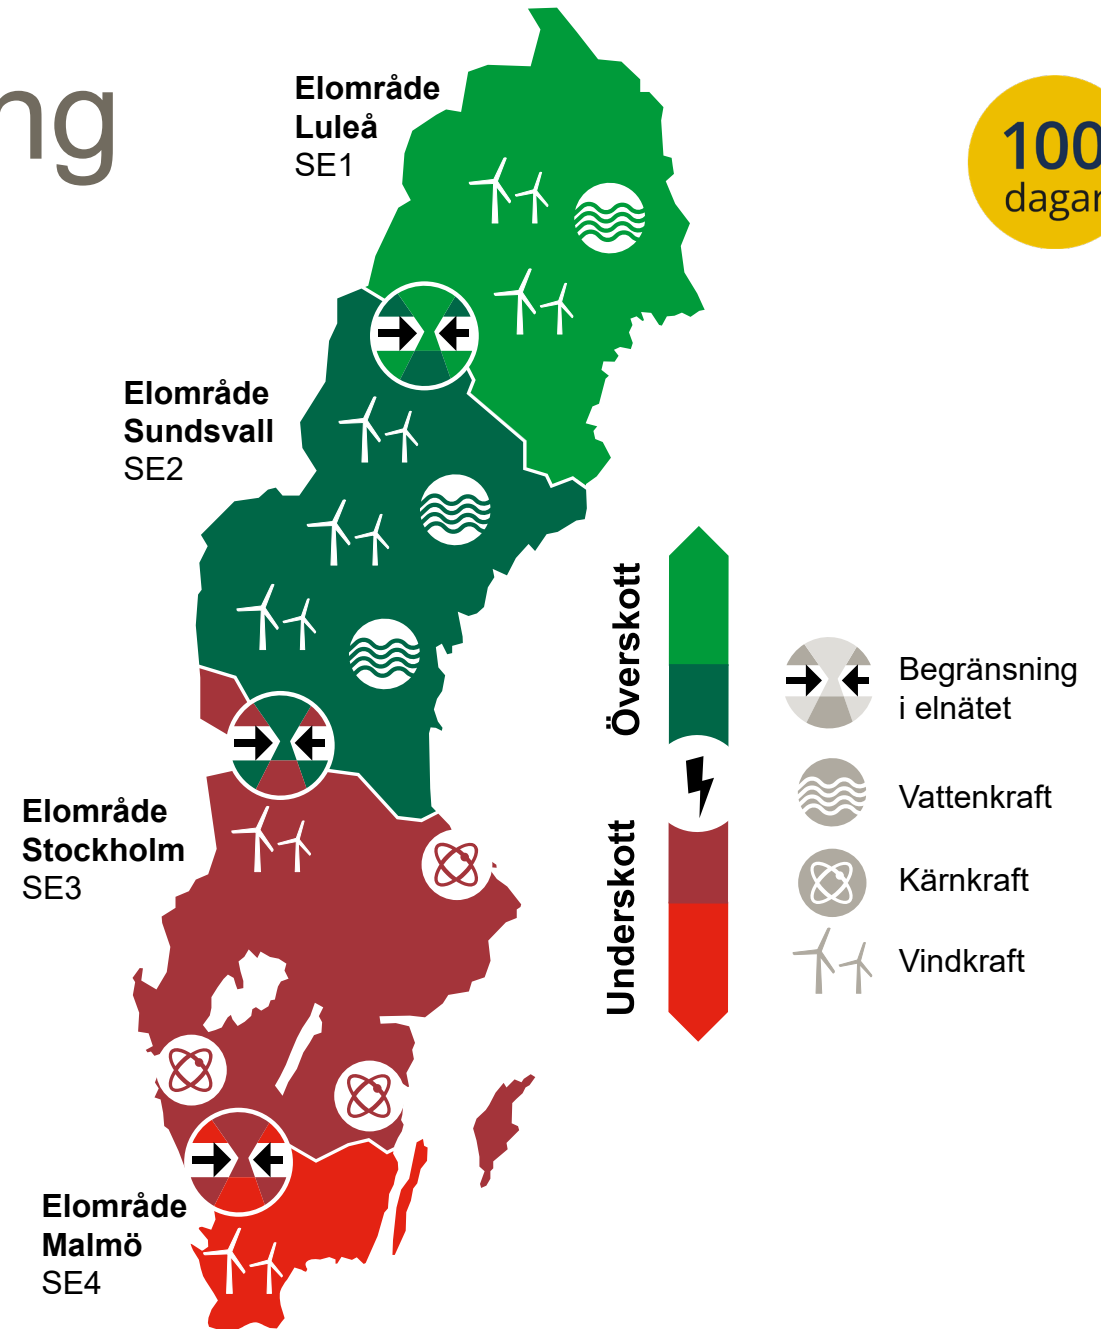 ng
100
dagar
Elområde
Luleå
SE1
Elområde
Sundsvall
SE2
Överskott
Underskott
Begränsning
i elnätet
Vattenkraft
Kärnkraft
Vindkraft
Elområde
Stockholm
SE3
Elområde
Malmö
SE4